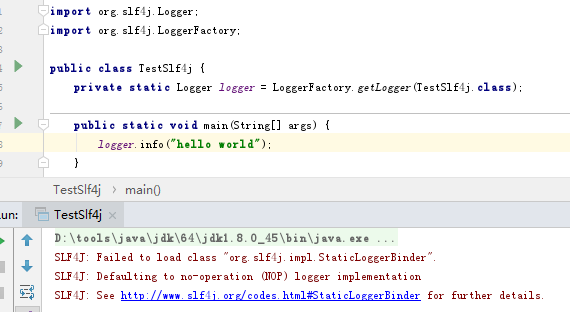 import org.slf4j.Logger;
import org.slf4j.LoggerFactory;
public class TestSlf4j {
private static Logger logger = LoggerFactory.getLogger(TestSlf4j.class);
public static void main(String[] args) {
logger.info("hello world");
}
TestSlf4j › main()
un: TestSlf4j ×
D:\tools\java\jdk\64\jdk1.8.0_45\bin\java.exe ...
SLF4J: Failed to load class "org.slf4j.impl.StaticLoggerBinder".
SLF4J: Defaulting to no-operation (NOP) logger implementation
SLF4J: See http://www.slf4j.org/codes.html#StaticLoggerBinder for further details.